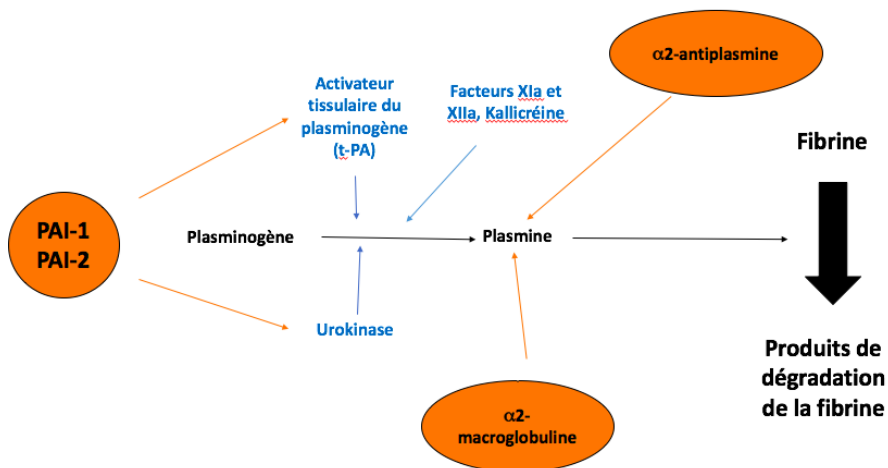 α2-antiplasmine
Activateur
tissulaire du
plasminogène
(t-PA)
Facteurs XIa et
XIIa, Kallicréine
Fibrine
PAI-1
PAI-2
Plasminogène
Plasmine
Urokinase
Produits de
dégradation
de la fibrine
α2-
macroglobuline